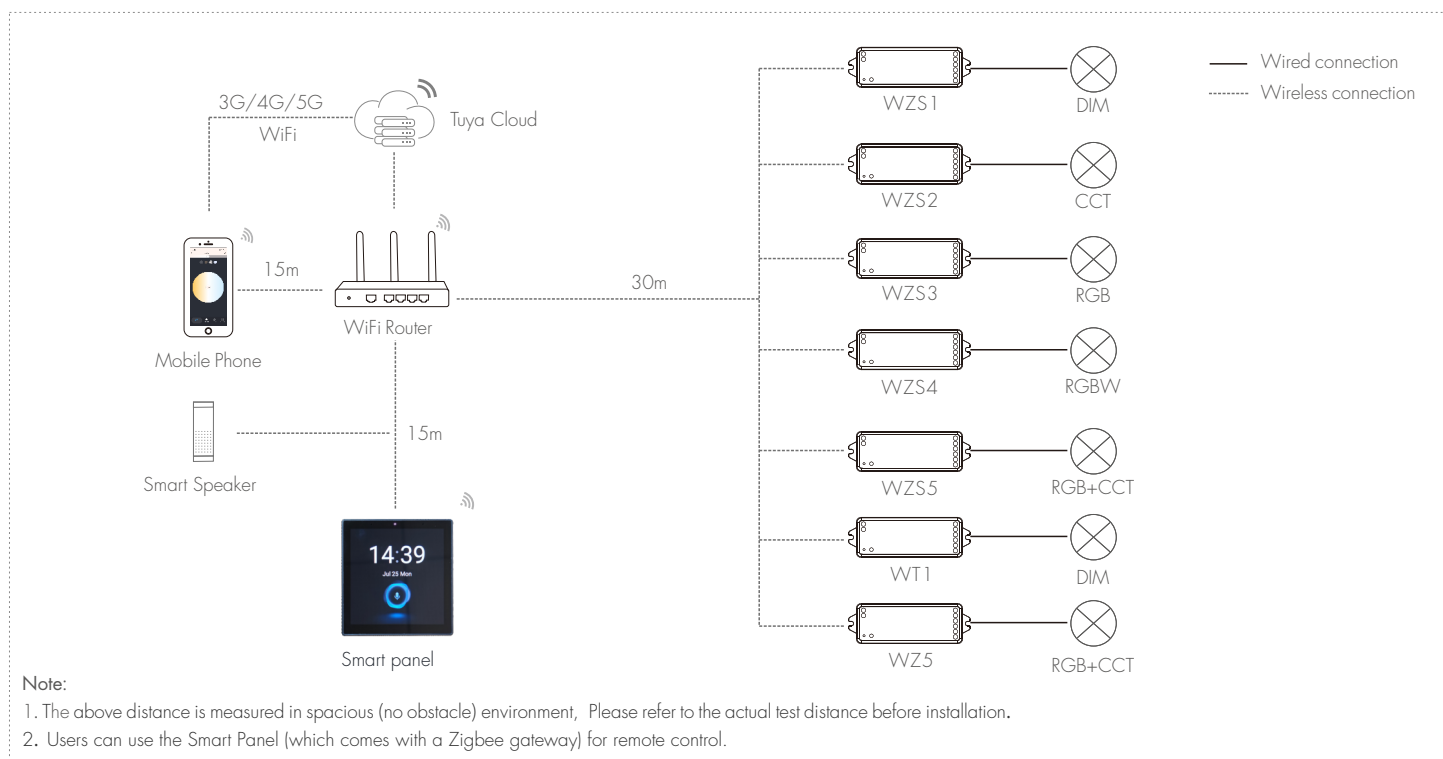 3G/4G/5G
WiFi
Tuya Cloud
15m
WiFi Router
Mobile Phone
30m
15m
Smart Speaker
14:39
Jul 25 Mon
Smart panel
WZS1
DIM
WZS2
CCT
WZS3
RGB
WZS4
RGBW
WZS5
RGB+CCT
WT1
DIM
WZ5
RGB+CCT
Wired connection
Wireless connection
Note:
1. The above distance is measured in spacious (no obstacle) environment, Please refer to the actual test distance before installation.
2. Users can use the Smart Panel (which comes with a Zigbee gateway) for remote control.